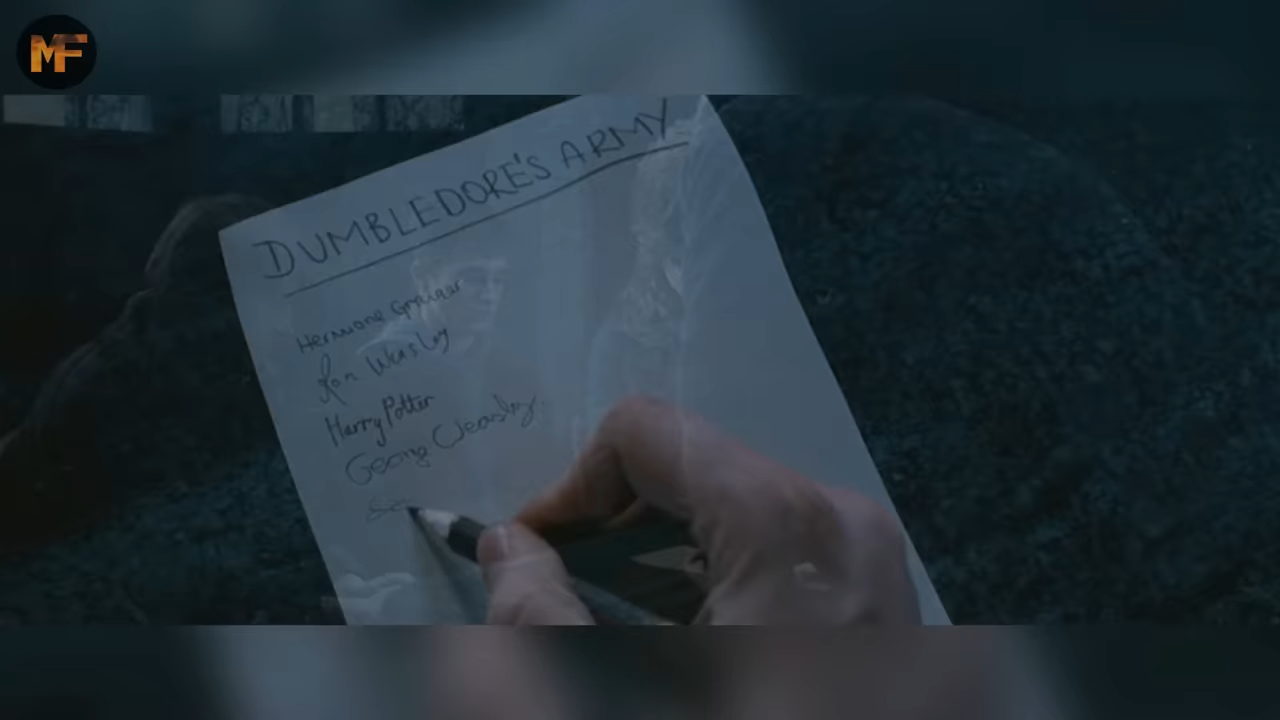 MF
DUMBLEDORE'S ARMY
Hermione Granger
Ron Weasley
Harry Potter
George Weasley